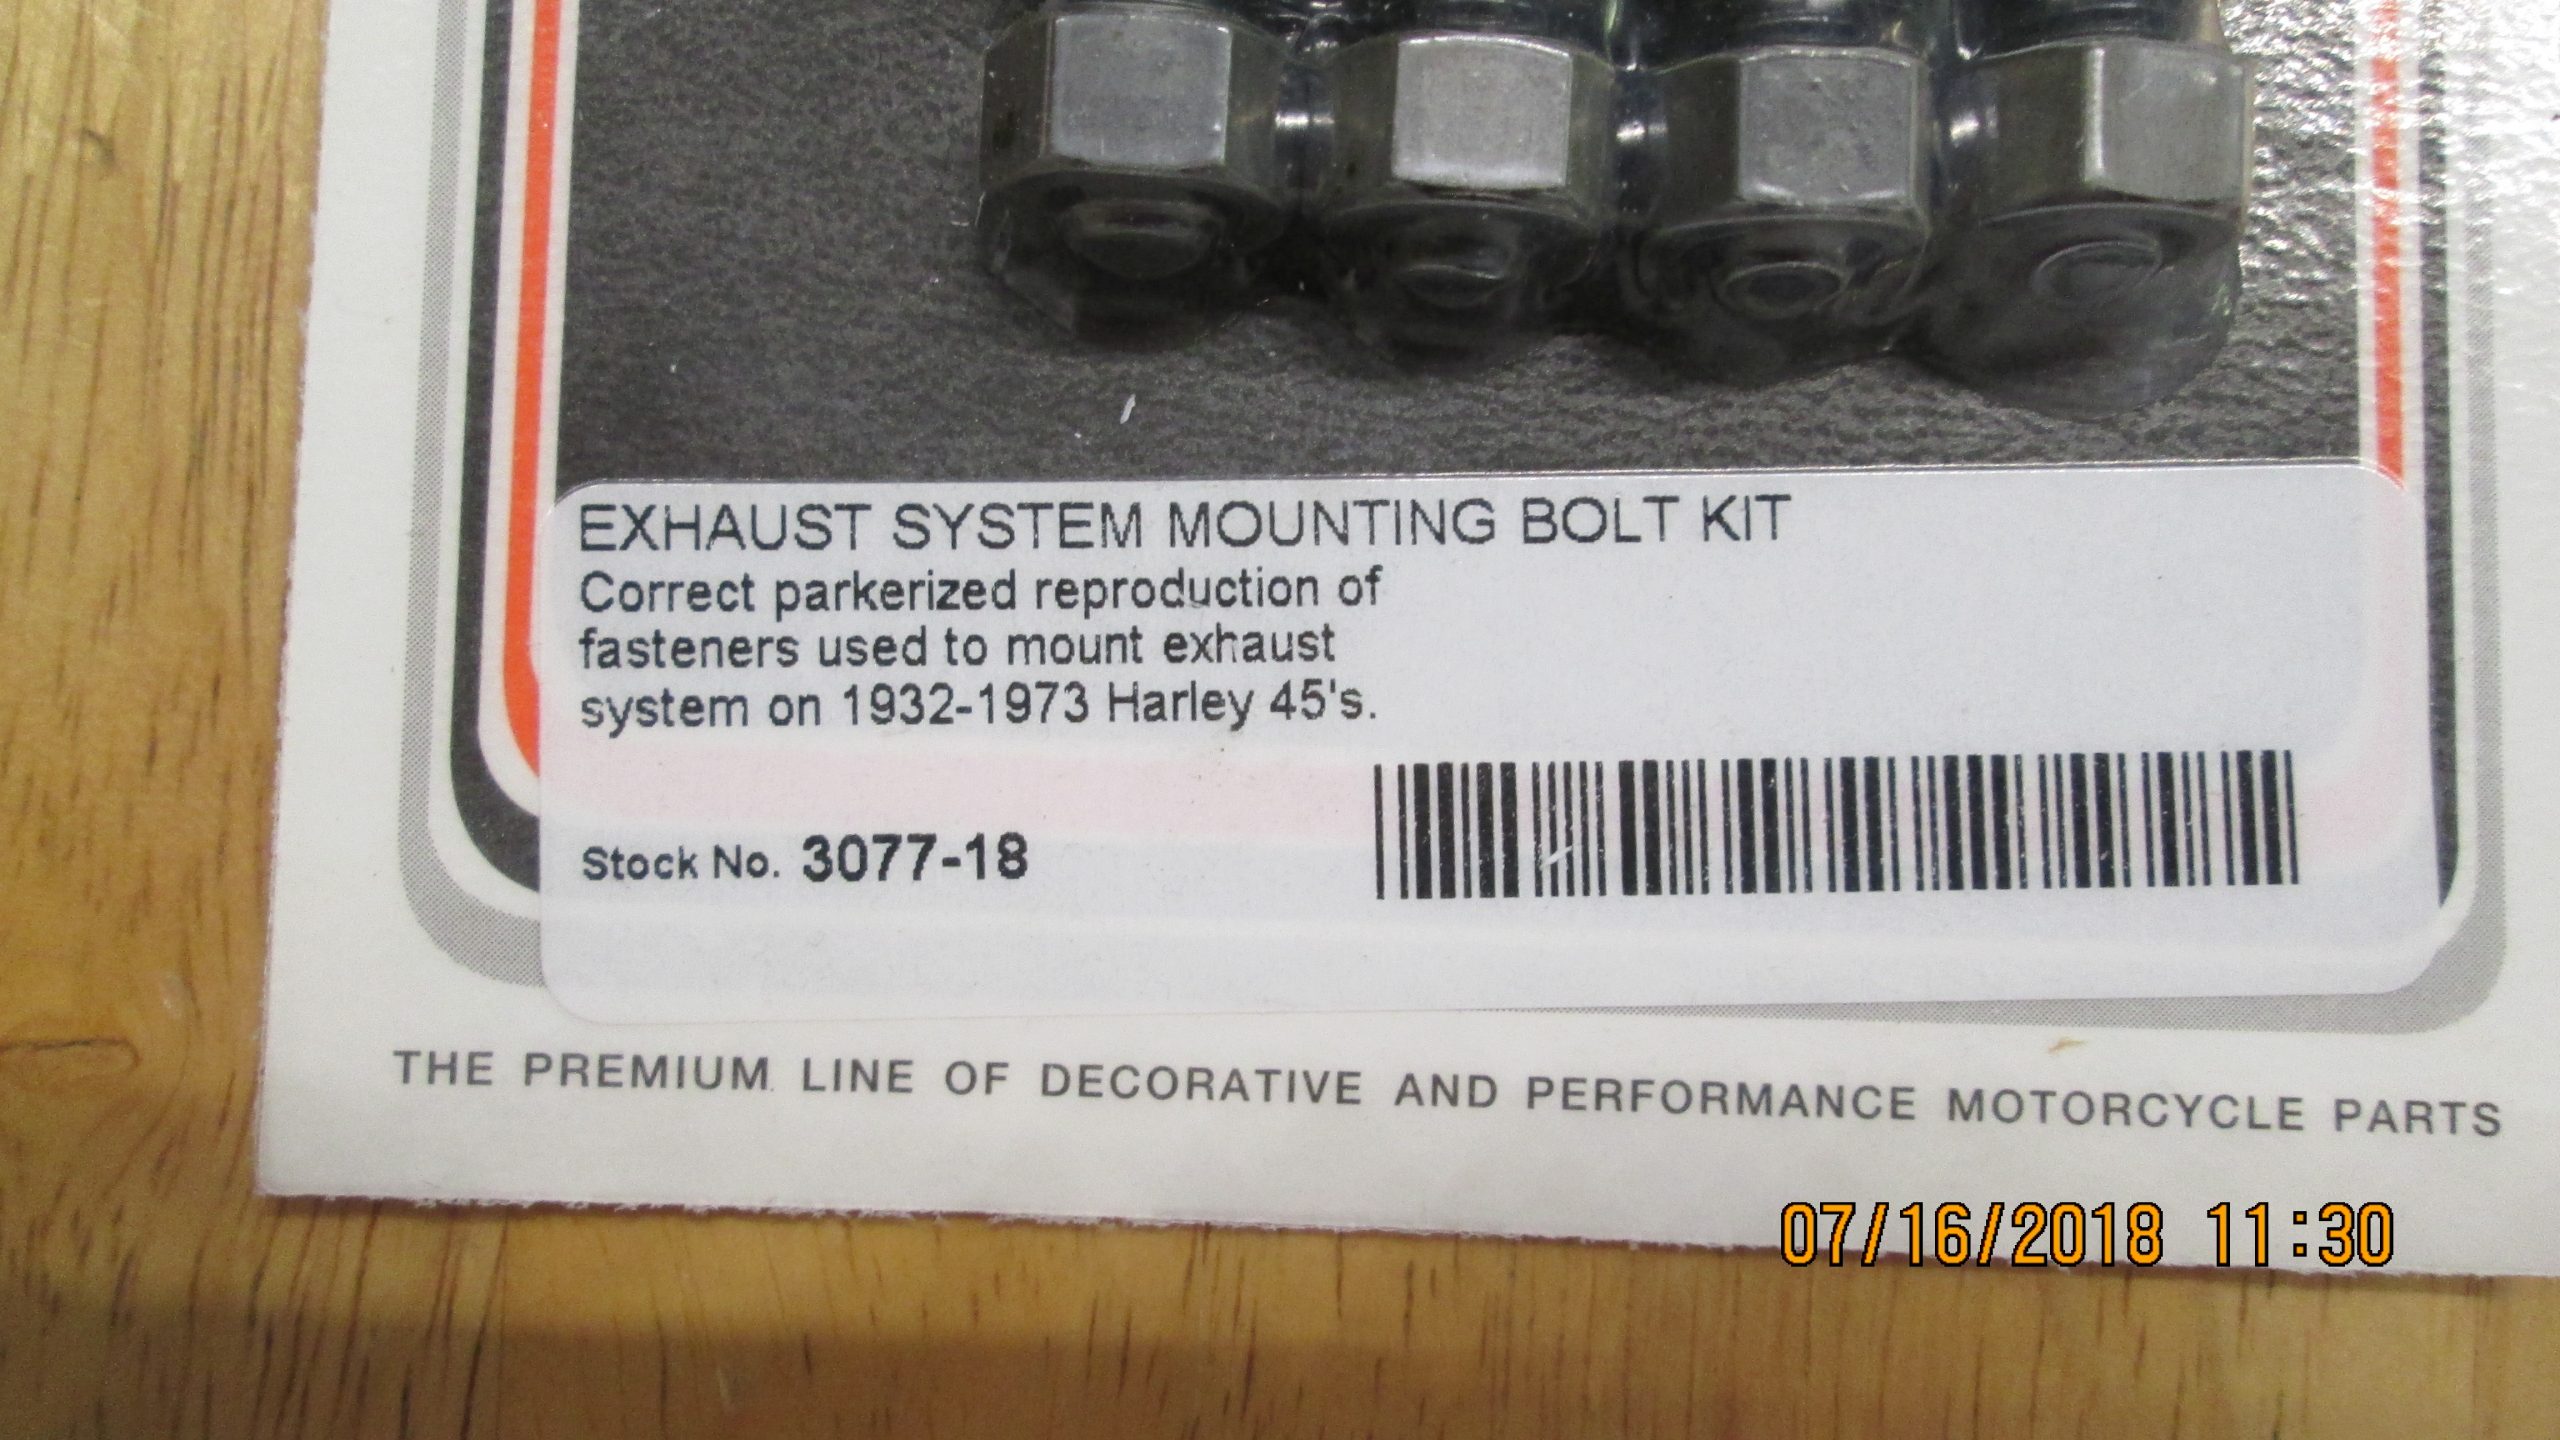 EXHAUST SYSTEM MOUNTING BOLT KIT
Correct parkerized reproduction of
fasteners used to mount exhaust
system on 1932-1973 Harley 45's.
Stock No. 3077-18
THE PREMIUM LINE OF DECORATIVE AND PERFORMANCE MOTORCYCLE PARTS
07/16/2018 11:30